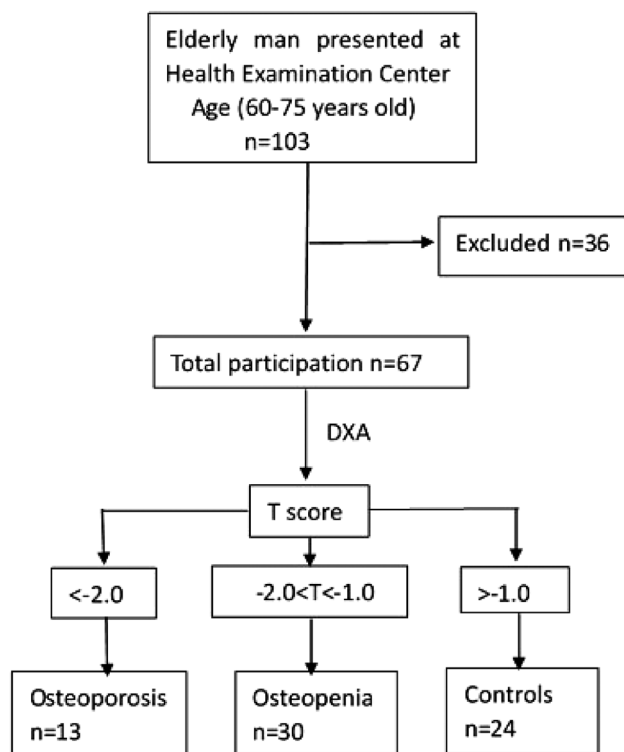 Elderly man presented at
Health Examination Center
Age (60-75 years old)
n=103
Excluded n=36
Total participation n=67
DXA
T score
<-2.0
-2.0<T<-1.0
>-1.0
Osteoporosis
n=13
Osteopenia
n=30
Controls
n=24